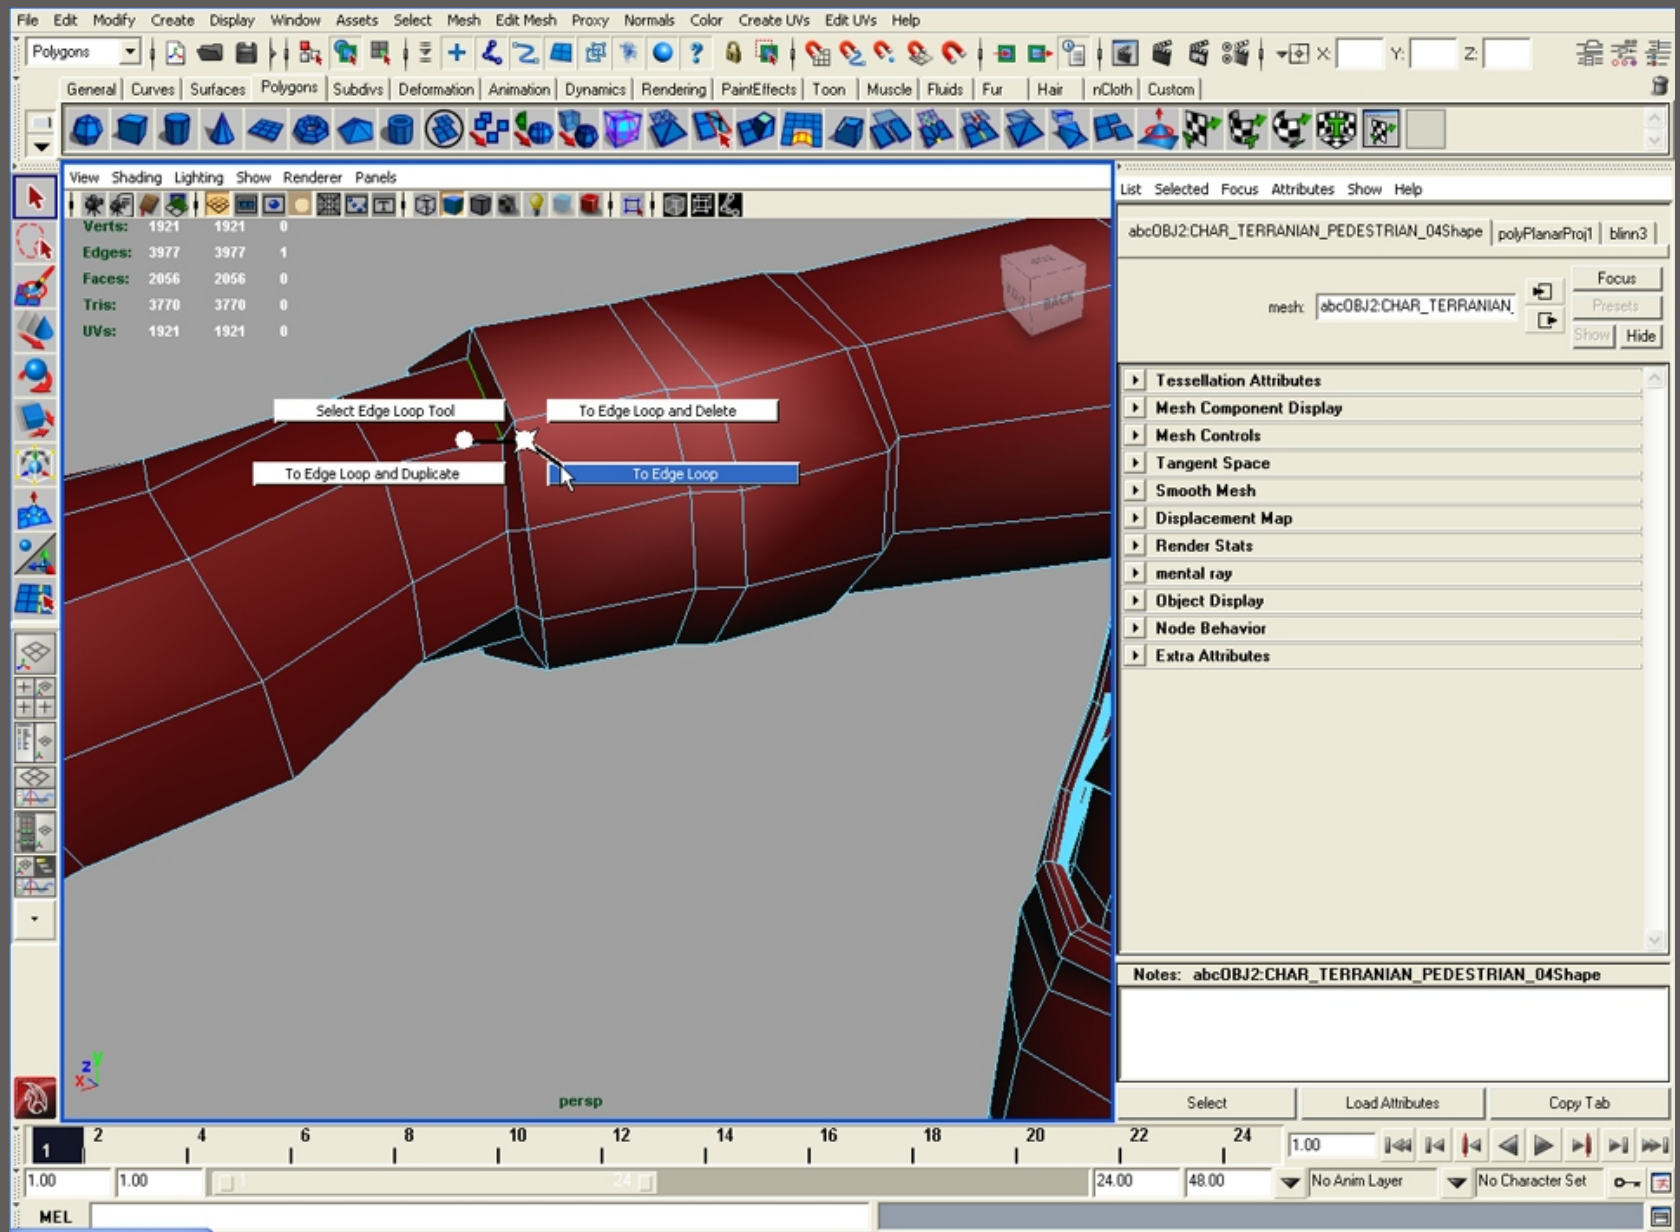 File Edit Modify Create Display Window Assets Select Mesh Edit Mesh Proxy Normals Color Create UVs Edit UVs Help
Polygons X: Y: Z:
General Curves Surfaces Polygons Subdivs Deformation Animation Dynamics Rendering PaintEffects Toon Muscle Fluids Fur Hair nCloth Custom
View Shading Lighting Show Renderer Panels
List Selected Focus Attributes Show Help
Verts: 1921 1921 0
Edges: 3977 3977 1
Faces: 2056 2056 0
Tris: 3770 3770 0
UVs: 1921 1921 0
BACK
abcOBJ2:CHAR_TERRANIAN_PEDESTRIAN_04Shape polyPlanarProj1 blinn3
Focus
mesh: abcOBJ2:CHAR_TERRANIAN_
Presets
Show Hide
Select Edge Loop Tool To Edge Loop and Delete
To Edge Loop and Duplicate To Edge Loop
Tessellation Attributes
Mesh Component Display
Mesh Controls
Tangent Space
Smooth Mesh
Displacement Map
Render Stats
mental ray
Object Display
Node Behavior
Extra Attributes
Notes: abcOBJ2:CHAR_TERRANIAN_PEDESTRIAN_04Shape
z y
x
persp
Select Load Attributes Copy Tab
1 2 4 6 8 10 12 14 16 18 20 22 24 1.00
1.00 1.00 1 24 24.00 48.00 No Anim Layer No Character Set
MEL